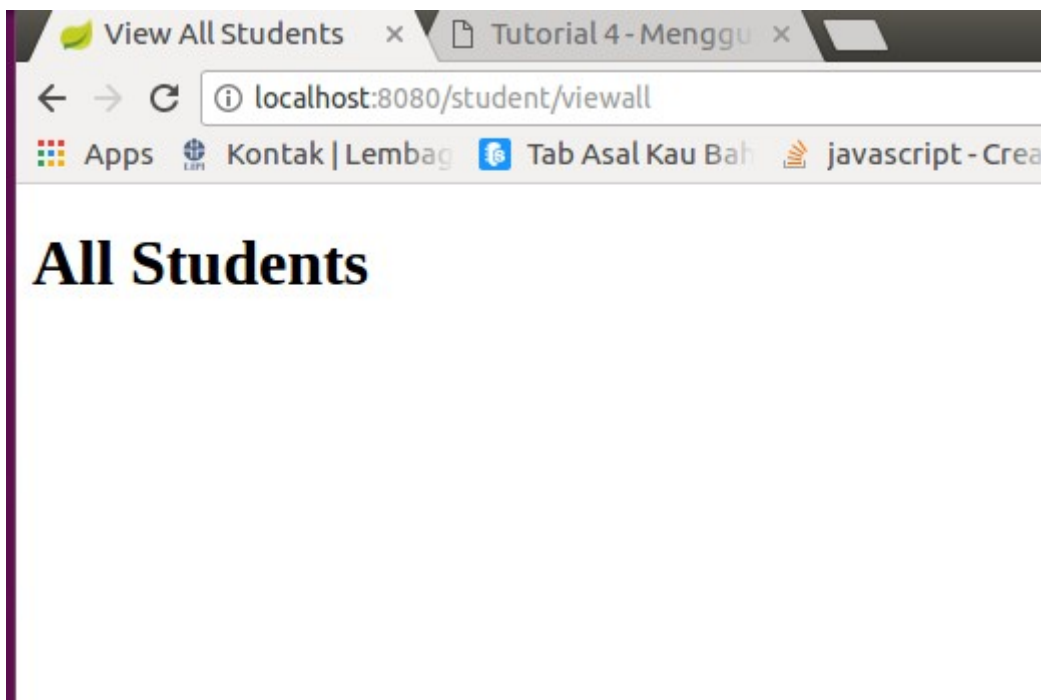 View All Students Tutorial 4 - Menggu
localhost:8080/student/viewall
Apps Kontak | Lembag Tab Asal Kau Bah javascript - Crea
All Students